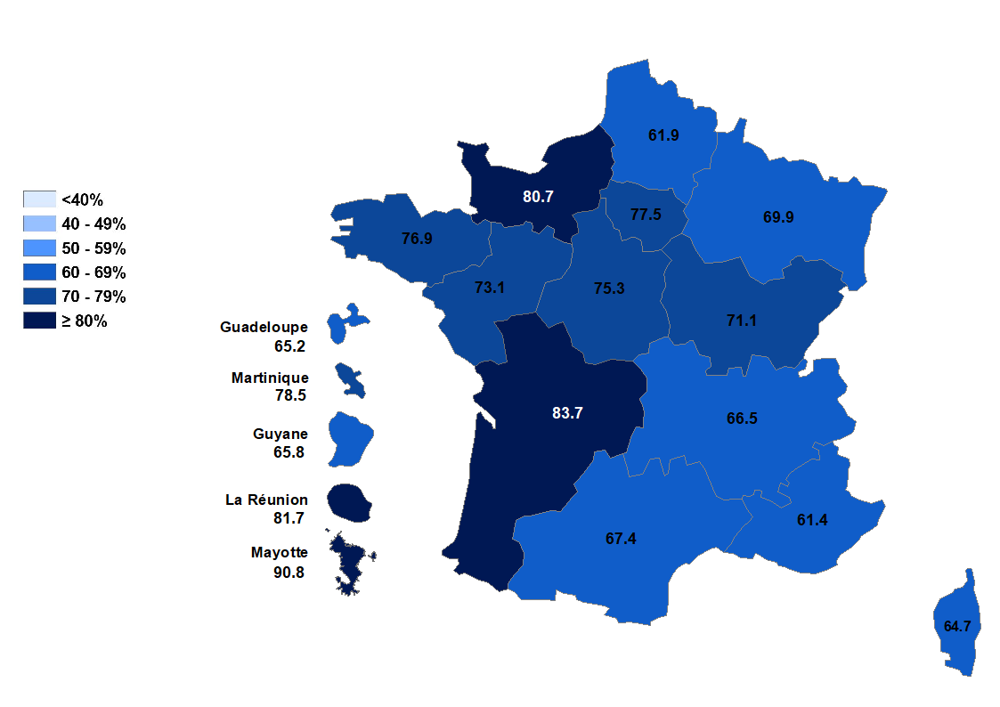 <40%
40 - 49%
50 - 59%
60 - 69%
70 - 79%
≥ 80%
Guadeloupe
65.2
Martinique
78.5
Guyane
65.8
La Réunion
81.7
Mayotte
90.8
61.9
80.7
77.5
69.9
76.9
73.1
75.3
71.1
83.7
66.5
61.4
67.4
64.7